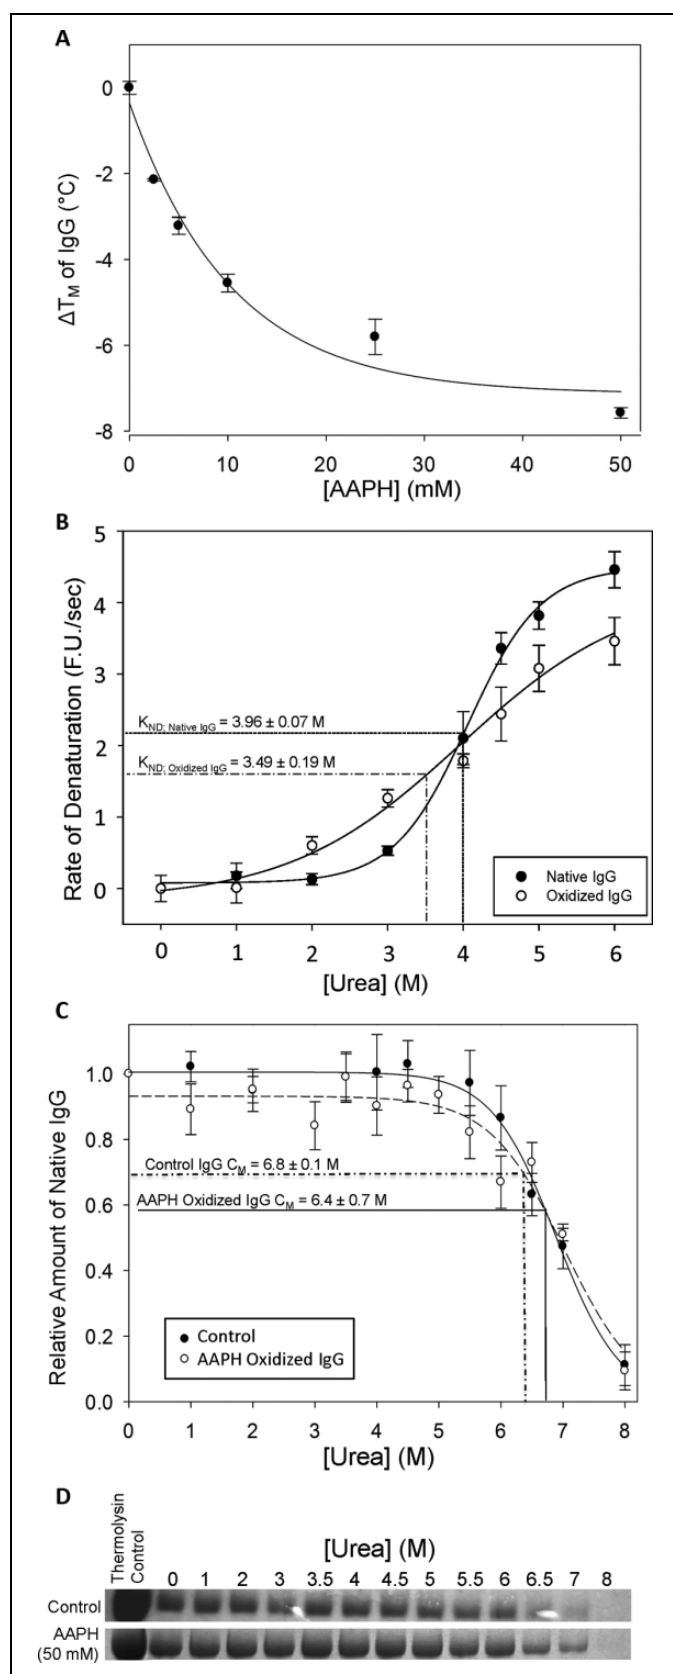 A
0
-2
-4
-6
-8
ΔT_M of IgG (°C)
0 10 20 30 40 50
[AAPH] (mM)
B
5
4
3
2
1
0
Rate of Denaturation (F.U./sec)
K_ND; Native IgG = 3.96 ± 0.07 M
K_ND; Oxidized IgG = 3.49 ± 0.19 M
Native IgG
Oxidized IgG
0 1 2 3 4 5 6
[Urea] (M)
C
1.0
0.8
0.6
0.4
0.2
0.0
Relative Amount of Native IgG
Control IgG C_M = 6.8 ± 0.1 M
AAPH Oxidized IgG C_M = 6.4 ± 0.7 M
Control
AAPH Oxidized IgG
0 1 2 3 4 5 6 7 8
[Urea] (M)
D
Thermolysin
Control
[Urea] (M)
0 1 2 3 3.5 4 4.5 5 5.5 6 6.5 7 8
Control
AAPH
(50 mM)